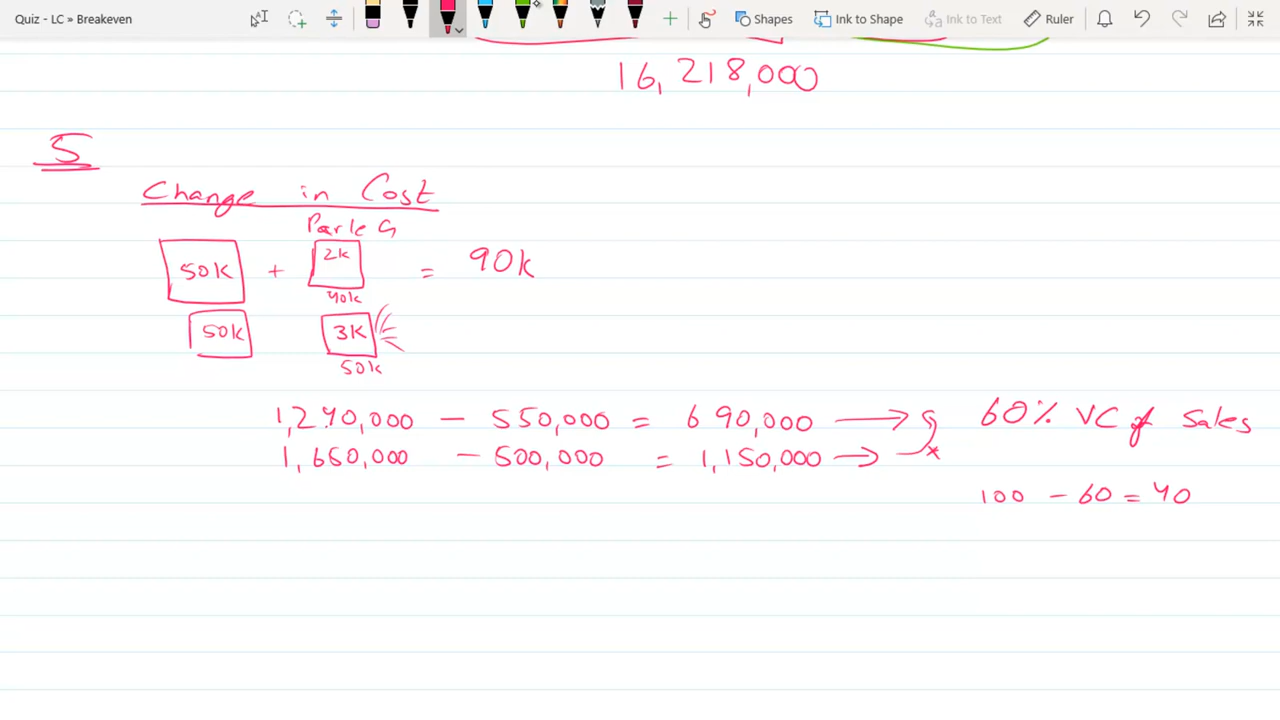 Quiz - LC » Breakeven
Shapes
Ink to Shape
Ink to Text
Ruler
16,218,000
5
Change in Cost
Parle G
50K + 2K = 90K
40K
50K 3K
50K
1,240,000 - 550,000 = 690,000 → 60% VC of Sales
1,650,000 - 500,000 = 1,150,000 →
100 - 60 = 40